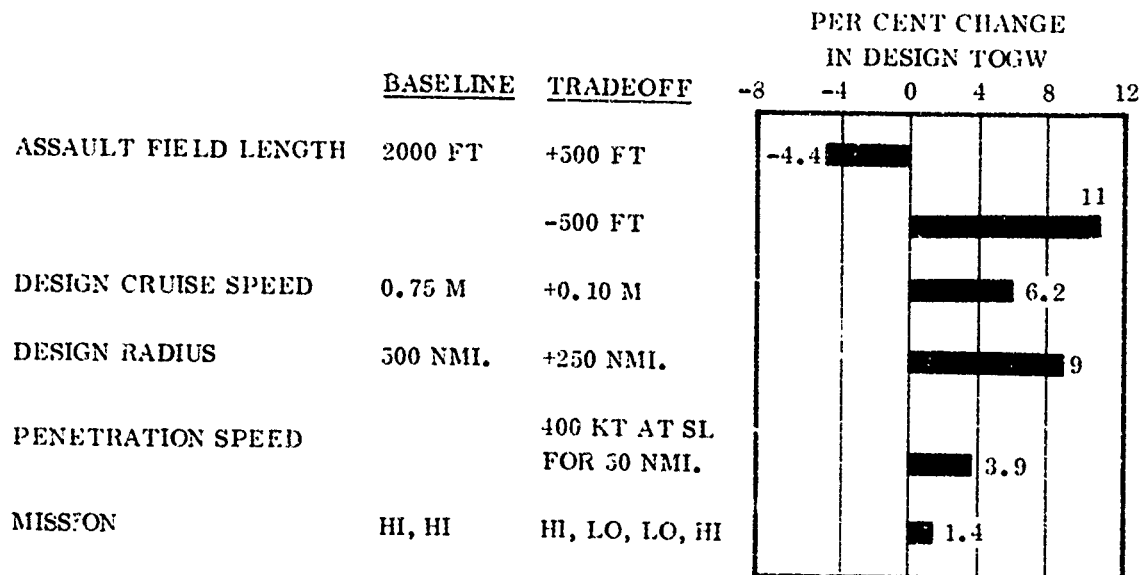 PER CENT CHANGE
IN DESIGN TOGW
BASELINE TRADEOFF -8 -4 0 4 8 12
ASSAULT FIELD LENGTH 2000 FT +500 FT -4.4
-500 FT 11
DESIGN CRUISE SPEED 0.75 M +0.10 M 6.2
DESIGN RADIUS 500 NMI. +250 NMI. 9
PENETRATION SPEED 400 KT AT SL
FOR 50 NMI. 3.9
MISSION HI, HI HI, LO, LO, HI 1.4